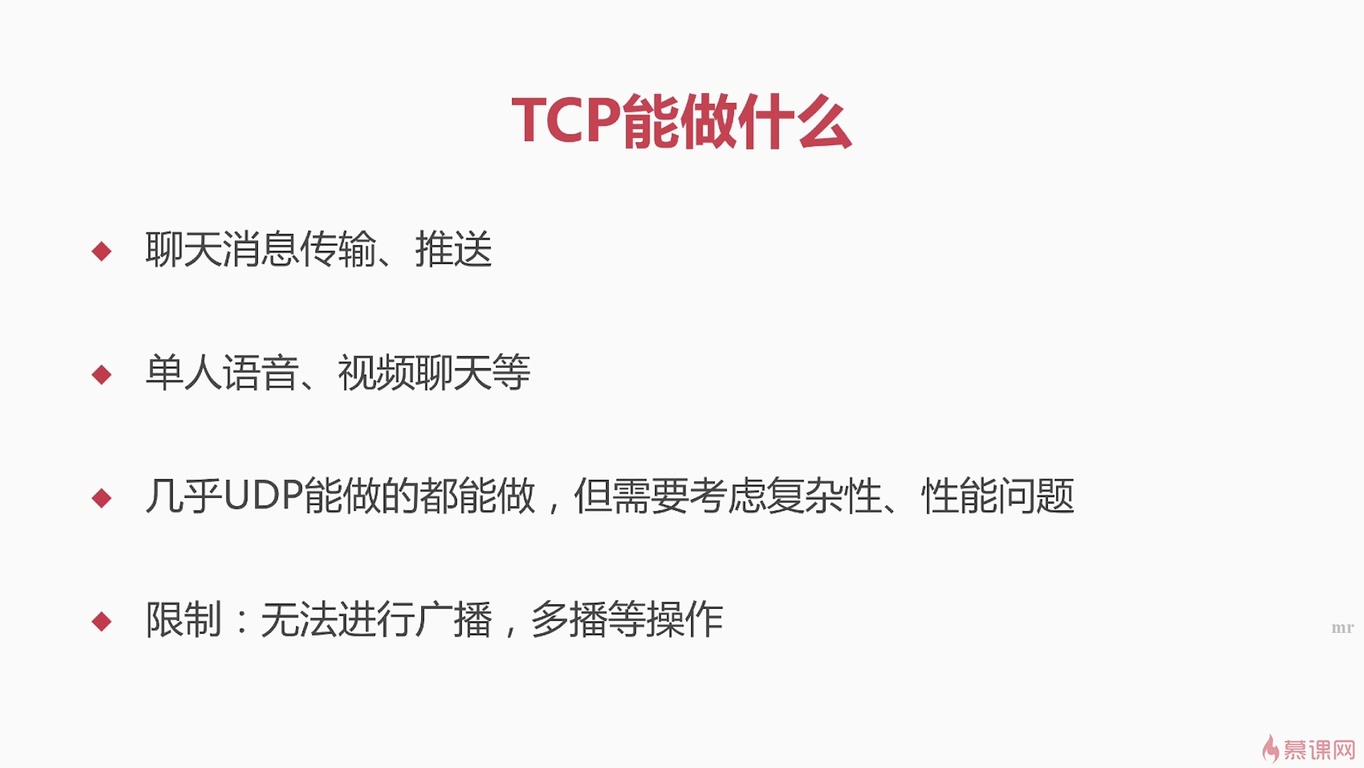 TCP能做什么
聊天消息传输、推送
单人语音、视频聊天等
几乎UDP能做的都能做，但需要考虑复杂性、性能问题
限制：无法进行广播，多播等操作
mr
慕课网